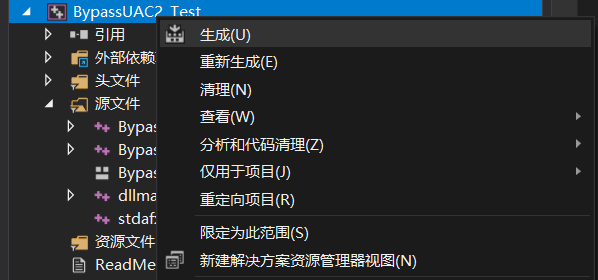 BypassUAC2_Test
生成(U)
引用
重新生成(E)
外部依赖
清理(N)
头文件
查看(W)
源文件
分析和代码清理(Z)
Bypas
仅用于项目(J)
Bypas
重定向项目(R)
Bypas
dllma
限定为此范围(S)
stdaf
资源文件
新建解决方案资源管理器视图(N)
ReadMe